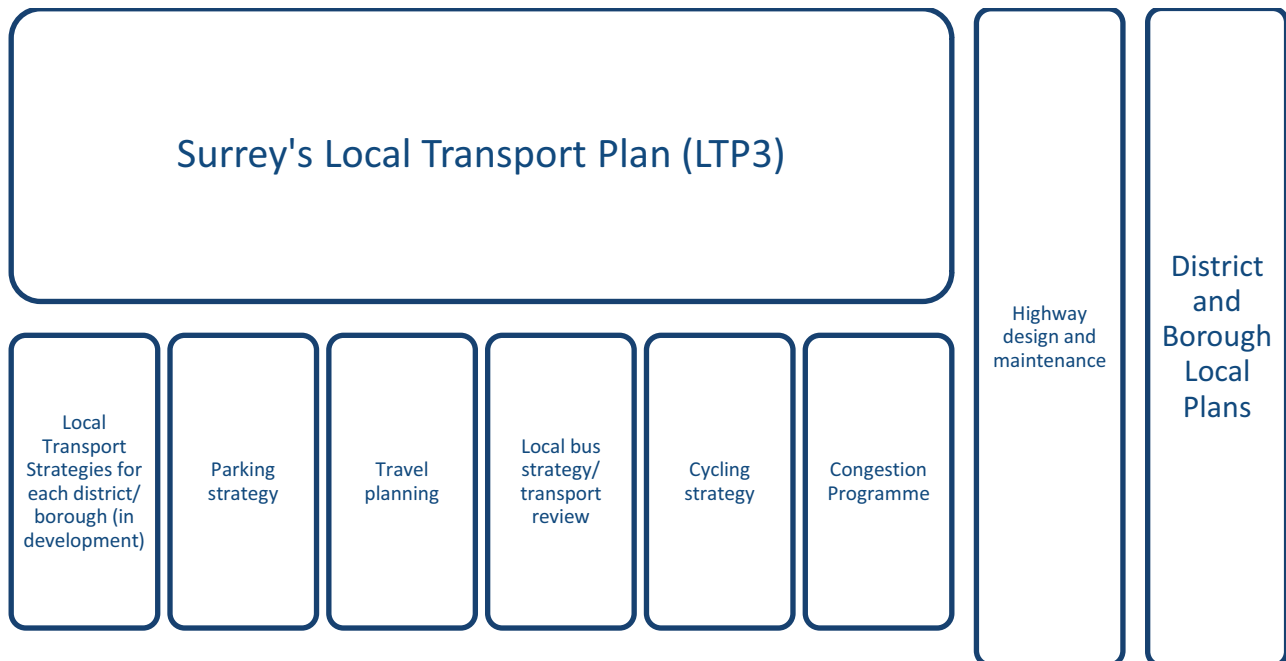 Surrey's Local Transport Plan (LTP3)
Local
Transport
Strategies for
each district/
borough (in
development)
Parking
strategy
Travel
planning
Local bus
strategy/
transport
review
Cycling
strategy
Congestion
Programme
Highway
design and
maintenance
District
and
Borough
Local
Plans